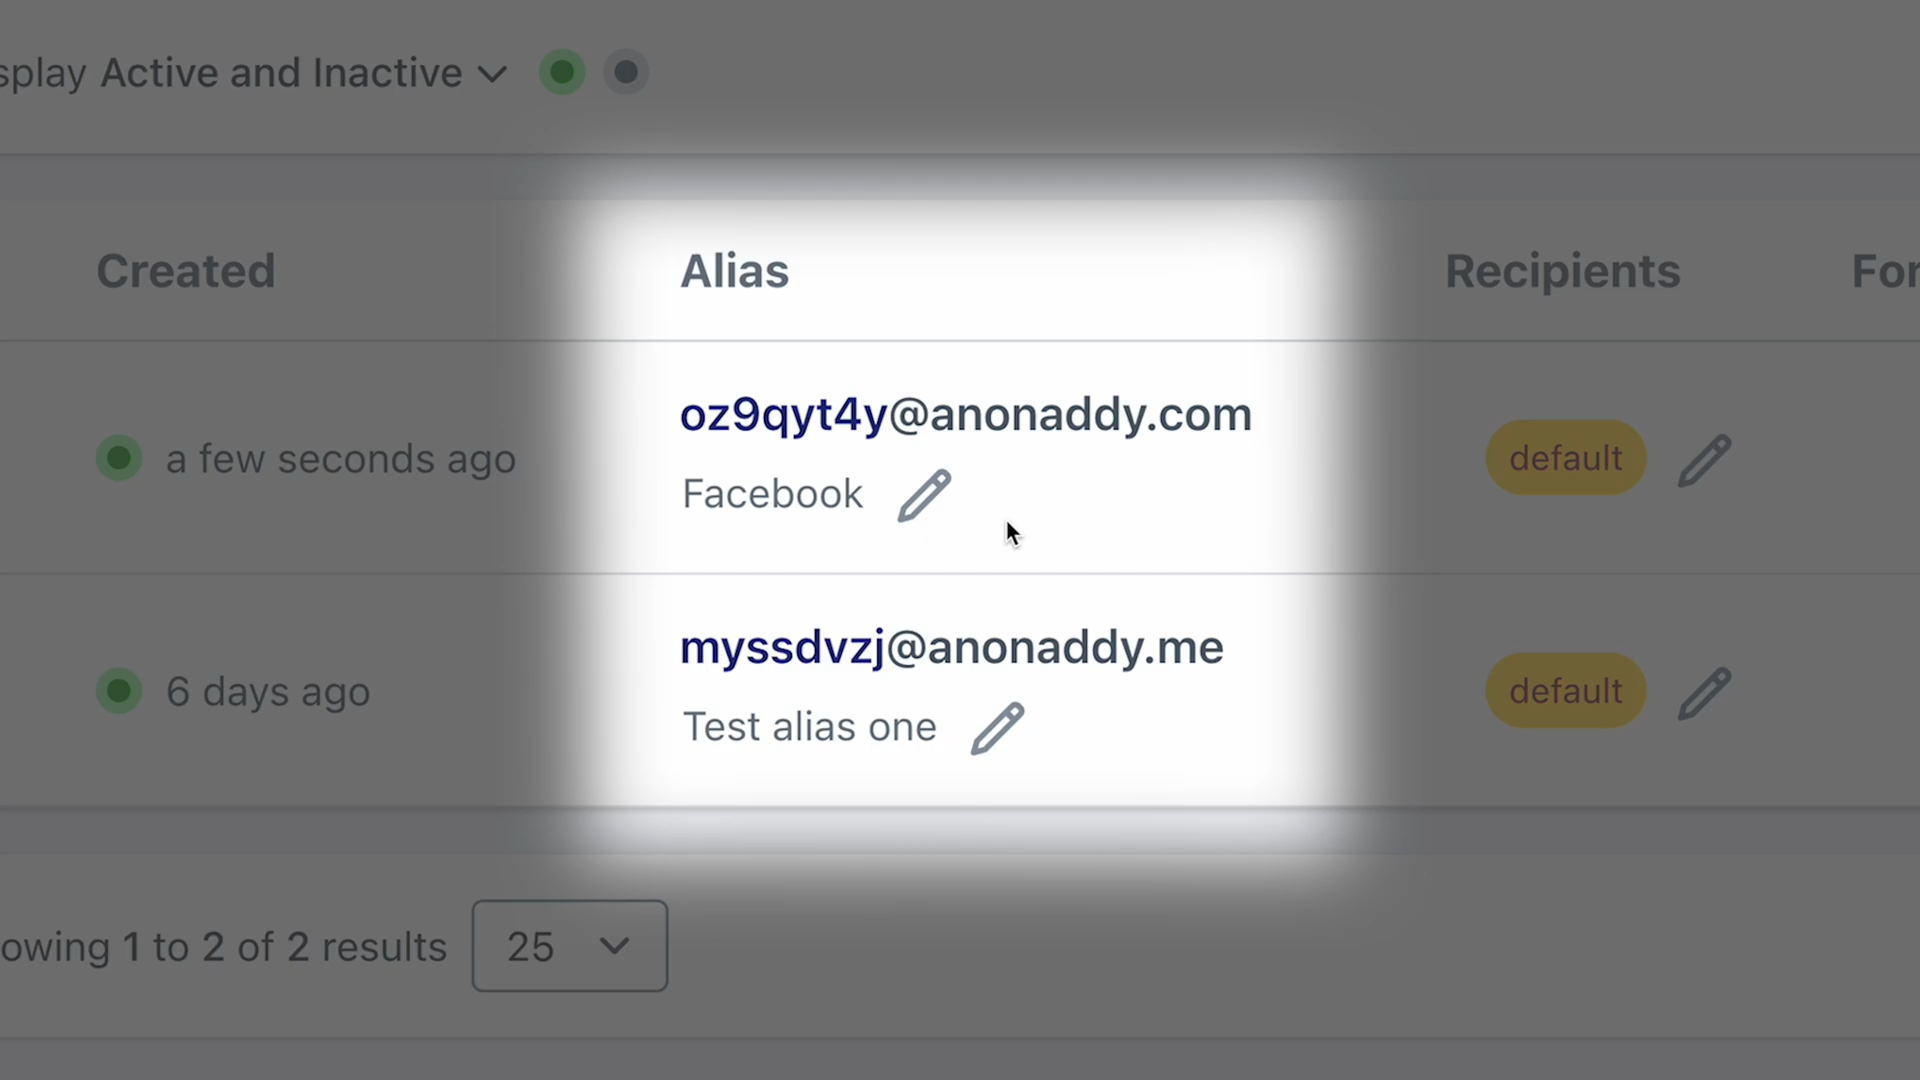 splay Active and Inactive
Created Alias Recipients For
oz9qyt4y@anonaddy.com
a few seconds ago default
Facebook
myssdvzj@anonaddy.me
6 days ago default
Test alias one
owing 1 to 2 of 2 results 25